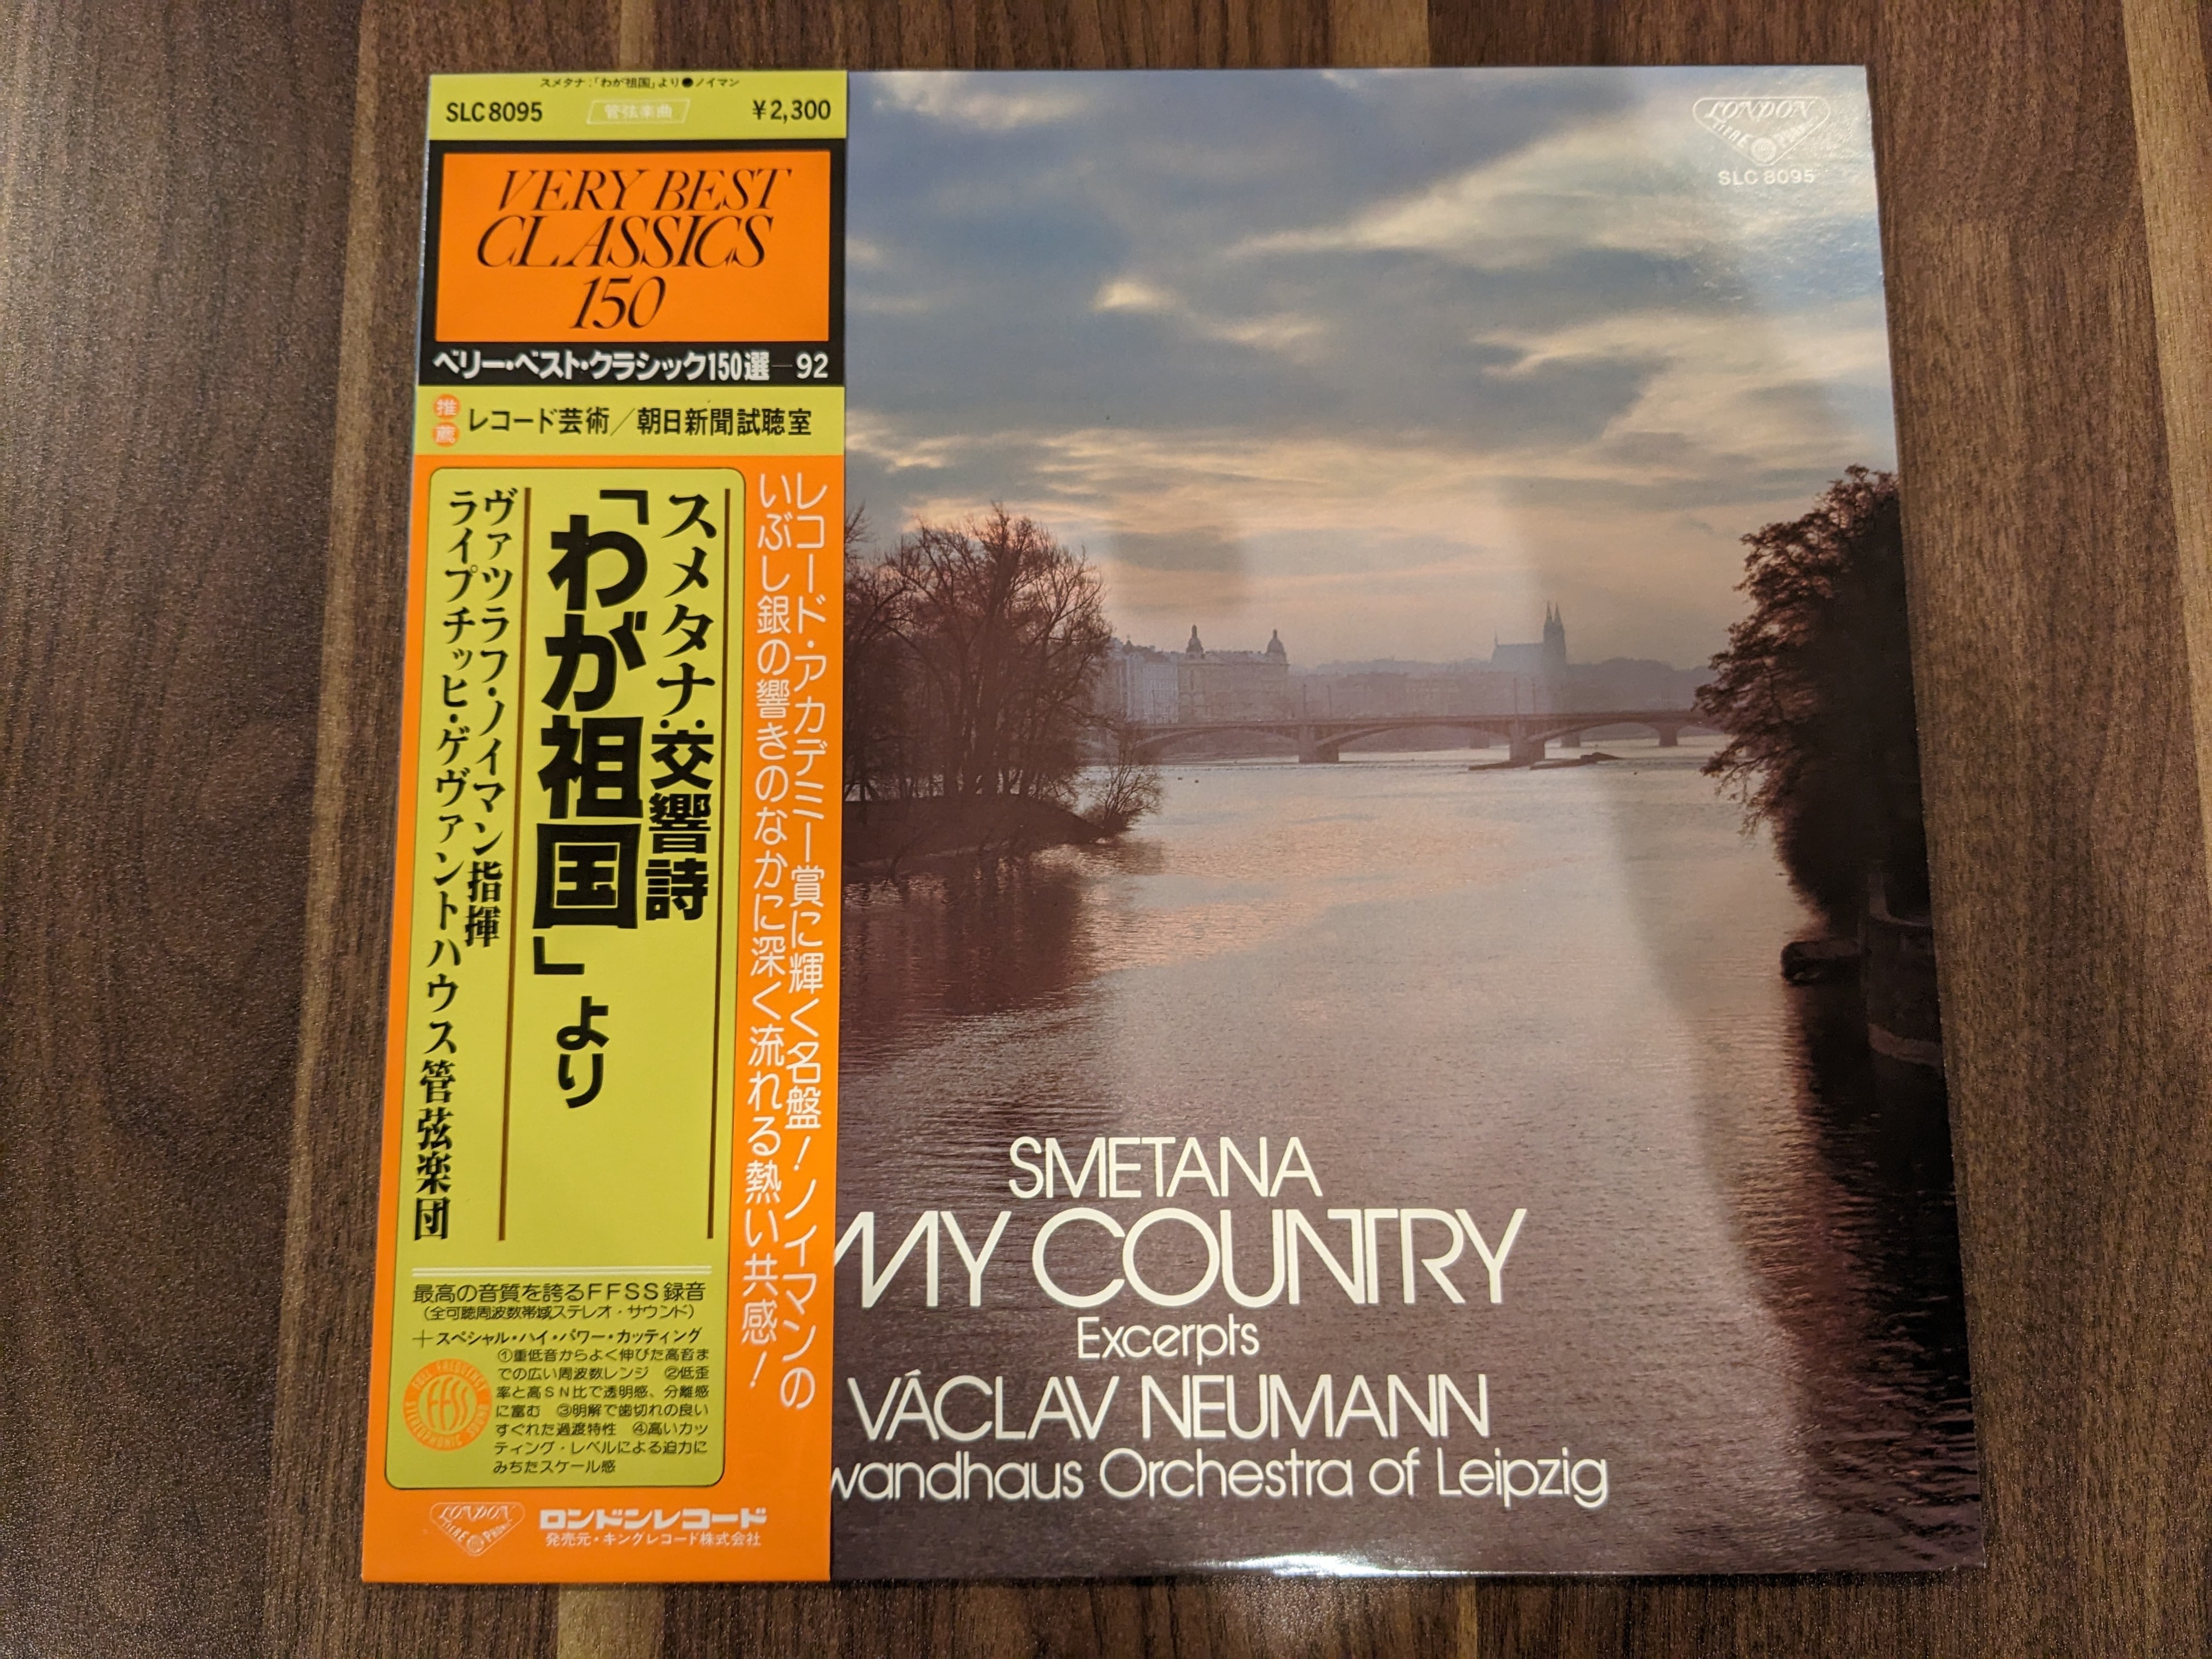 スメタナ:「わが祖国」より●ノイマン
SLC8095 管弦楽曲 ¥2,300
VERY BEST
CLASSICS
150
ベリー・ベスト・クラシック150選—92
推薦 レコード芸術/朝日新聞試聴室
レコード・アカデミー賞に輝く名盤!ノイマンの
いぶし銀の響きのなかに深く流れる熱い共感!
スメタナ:交響詩
「わが祖国」より
ヴァツラフ・ノイマン指揮
ライプチッヒ・ゲヴァントハウス管弦楽団
最高の音質を誇るFFSS録音
(全可聴周波数帯域ステレオ・サウンド)
+スペシャル・ハイ・パワー・カッティング
①重低音からよく伸びた高音ま
での広い周波数レンジ ②低歪
率と高SN比で透明感、分離感
に富む ③明解で歯切れの良い
すぐれた過渡特性 ④高いカッ
ティング・レベルによる迫力に
みちたスケール感
FULL FREQUENCY
FFSS
STEREOPHONIC SOUND
LONDON
STEREOPHONIC
ロンドンレコード
発売元・キングレコード株式会社
LONDON
STEREOPHONIC
SLC 8095
SMETANA
MY COUNTRY
Excerpts
VÁCLAV NEUMANN
wandhaus Orchestra of Leipzig